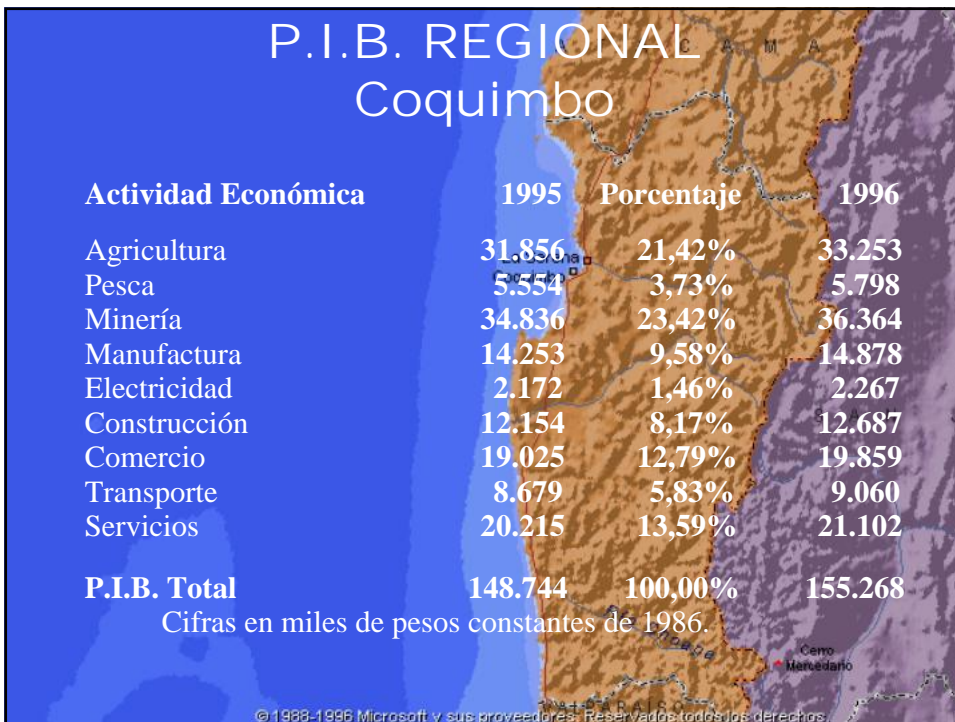 P.I.B. REGIONAL
Coquimbo
Actividad Económica 1995 Porcentaje 1996
Agricultura 31.856 21,42% 33.253
La Serena
Coquimbo
Pesca 5.554 3,73% 5.798
Minería 34.836 23,42% 36.364
Manufactura 14.253 9,58% 14.878
Electricidad 2.172 1,46% 2.267
Construcción 12.154 8,17% 12.687
Comercio 19.025 12,79% 19.859
Transporte 8.679 5,83% 9.060
Servicios 20.215 13,59% 21.102
P.I.B. Total 148.744 100,00% 155.268
Cifras en miles de pesos constantes de 1986.
Cerro
Mercedario
©1988-1996 Microsoft y sus proveedores. Reservados todos los derechos.